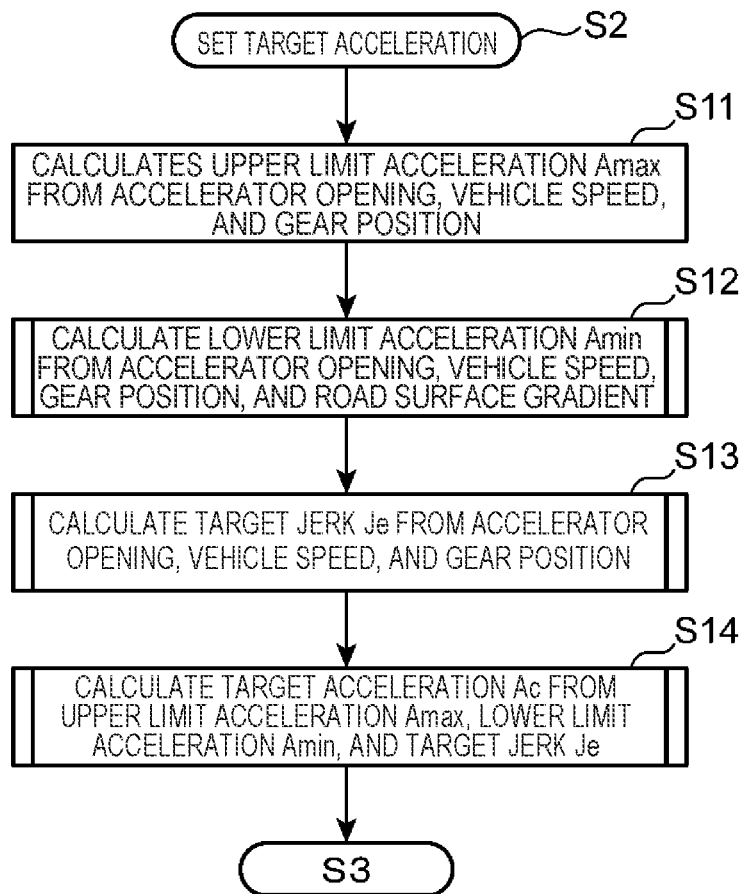 SET TARGET ACCELERATION
S2
S11
CALCULATES UPPER LIMIT ACCELERATION Amax
FROM ACCELERATOR OPENING, VEHICLE SPEED,
AND GEAR POSITION
S12
CALCULATE LOWER LIMIT ACCELERATION Amin
FROM ACCELERATOR OPENING, VEHICLE SPEED,
GEAR POSITION, AND ROAD SURFACE GRADIENT
S13
CALCULATE TARGET JERK Je FROM ACCELERATOR
OPENING, VEHICLE SPEED, AND GEAR POSITION
S14
CALCULATE TARGET ACCELERATION Ac FROM
UPPER LIMIT ACCELERATION Amax, LOWER LIMIT
ACCELERATION Amin, AND TARGET JERK Je
S3